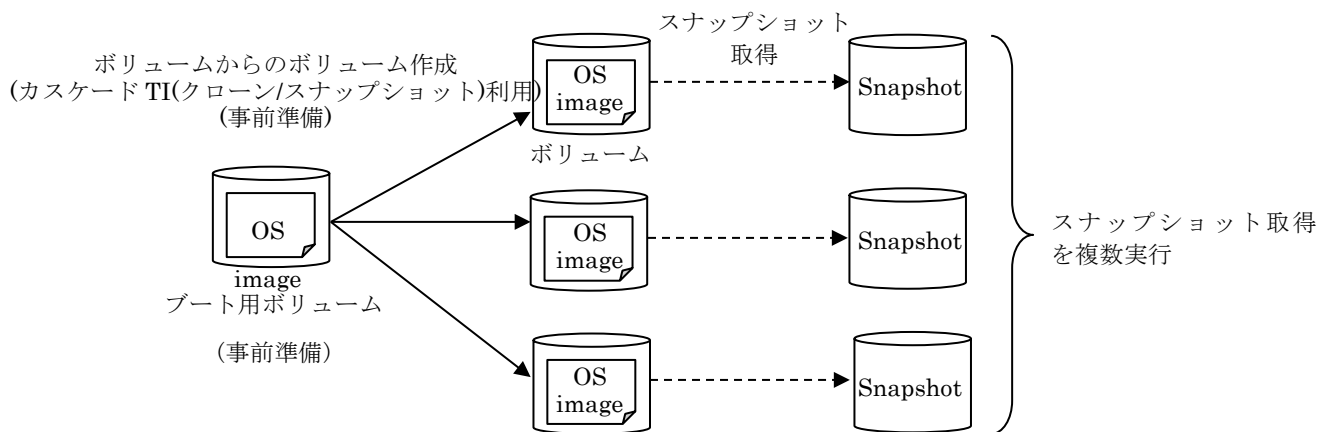 スナップショット
取得
ボリュームからのボリューム作成
(カスケード TI(クローン/スナップショット)利用)
(事前準備)
OS
image
Snapshot
ボリューム
OS
image
ブート用ボリューム
(事前準備)
OS
image
Snapshot
スナップショット取得
を複数実行
OS
image
Snapshot